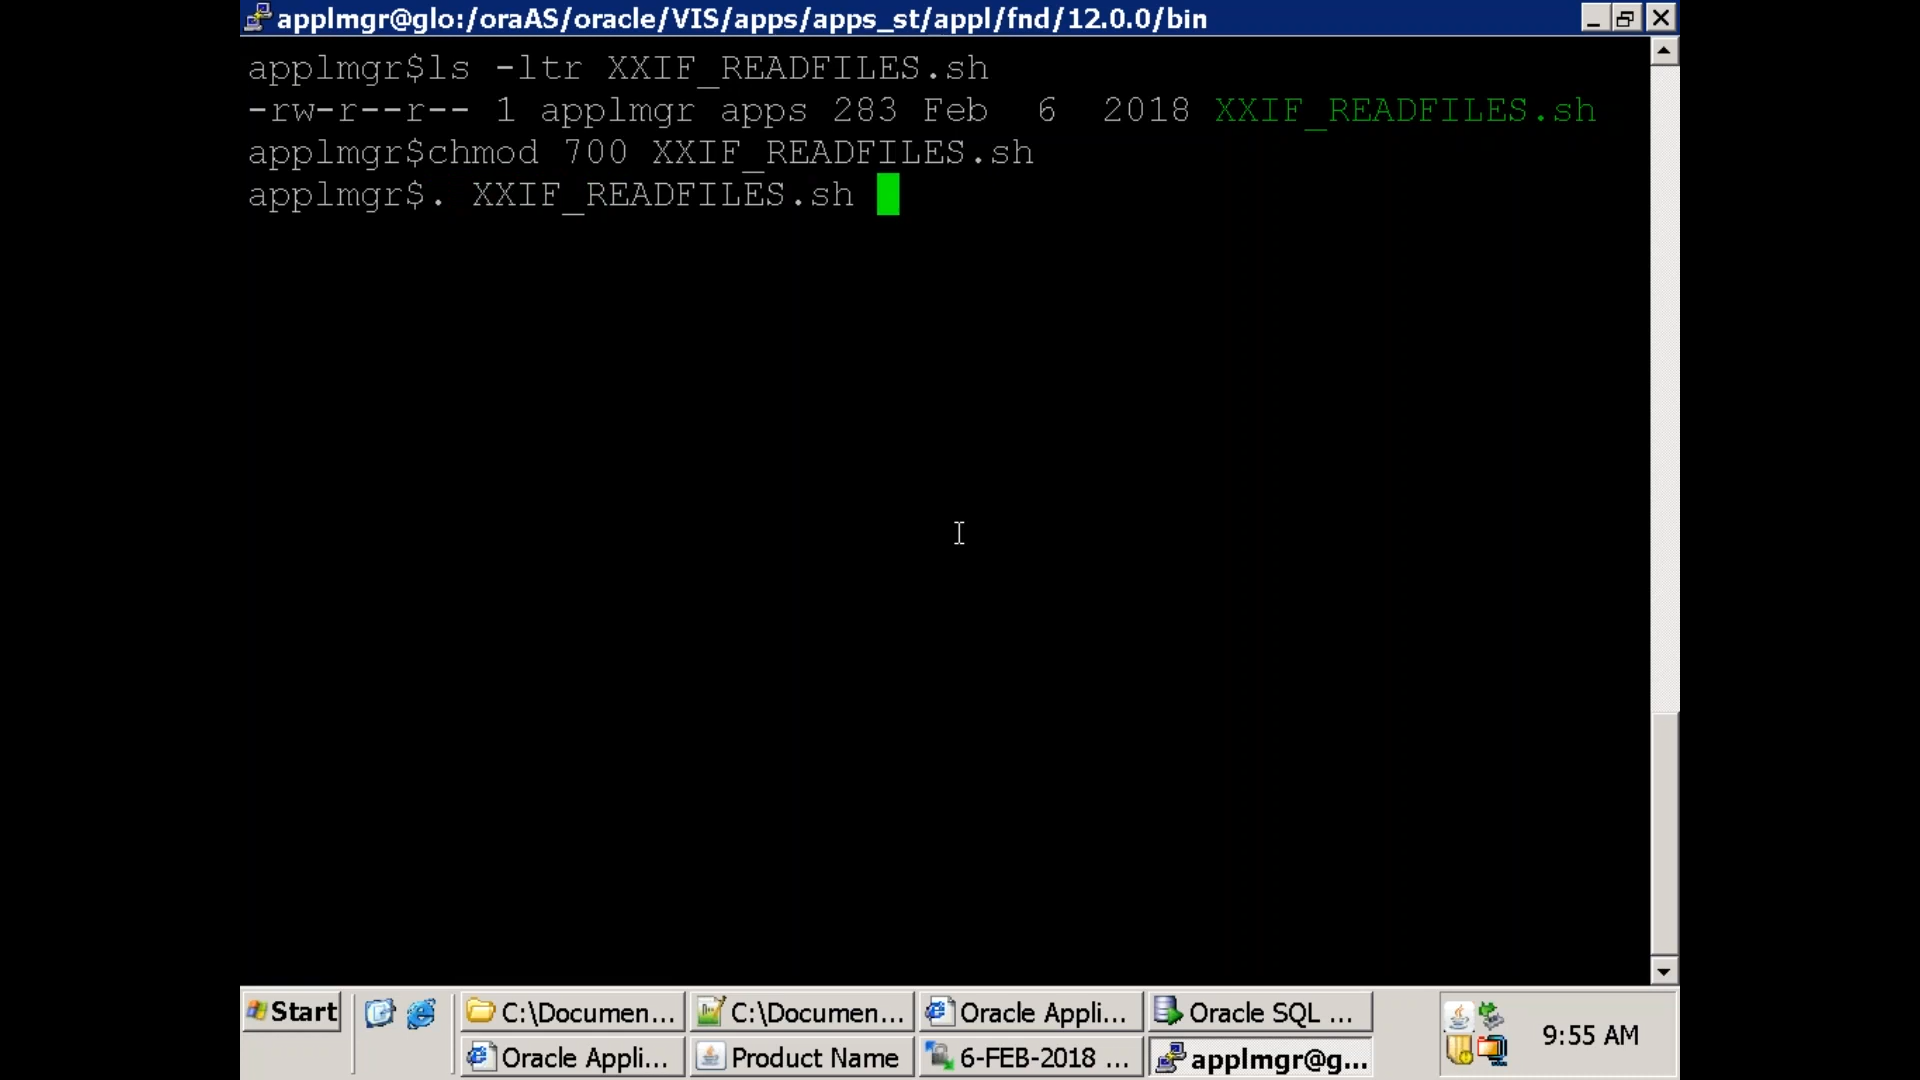 applmgr@glo:/oraAS/oracle/VIS/apps/apps_st/appl/fnd/12.0.0/bin
applmgr$ls -ltr XXIF_READFILES.sh
-rw-r--r-- 1 applmgr apps 283 Feb  6  2018 XXIF_READFILES.sh
applmgr$chmod 700 XXIF_READFILES.sh
applmgr$. XXIF_READFILES.sh
Start
C:\Documen...
C:\Documen...
Oracle Appli...
Oracle SQL ...
Oracle Appli...
Product Name
6-FEB-2018 ...
applmgr@g...
9:55 AM